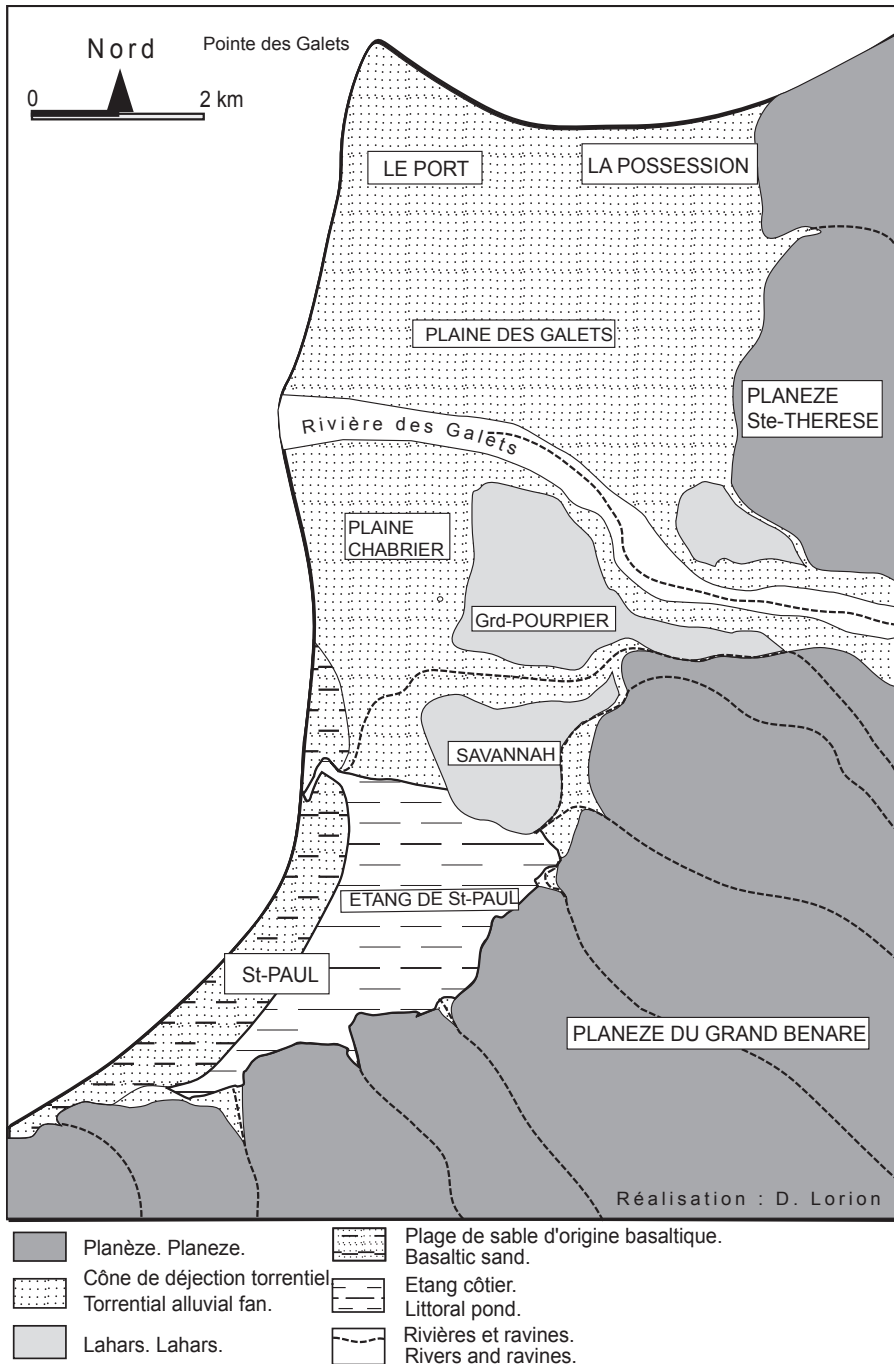 Pointe des Galets
Nord
0 2 km
LE PORT
LA POSSESSION
PLAINE DES GALETS
PLANEZE
Ste-THERESE
Rivière des Galets
PLAINE
CHABRIER
Grd-POURPIER
SAVANNAH
ETANG DE St-PAUL
St-PAUL
PLANEZE DU GRAND BENARE
Réalisation : D. Lorion
Planèze. Planeze.
Cône de déjection torrentiel.
Torrential alluvial fan.
Lahars. Lahars.
Plage de sable d'origine basaltique.
Basaltic sand.
Etang côtier.
Littoral pond.
Rivières et ravines.
Rivers and ravines.